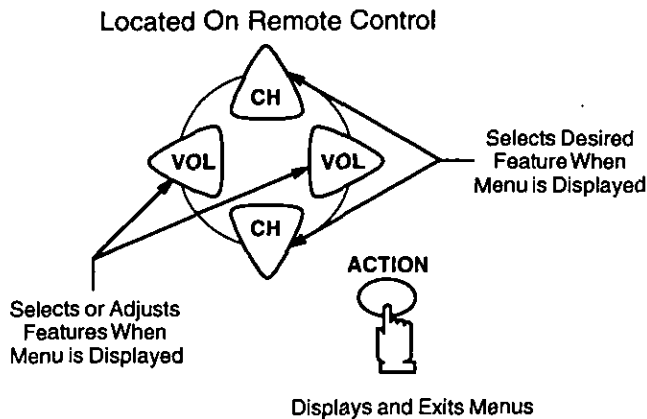 Located On Remote Control
CH
VOL
VOL
CH
Selects Desired
Feature When
Menu is Displayed
ACTION
Selects or Adjusts
Features When
Menu is Displayed
Displays and Exits Menus